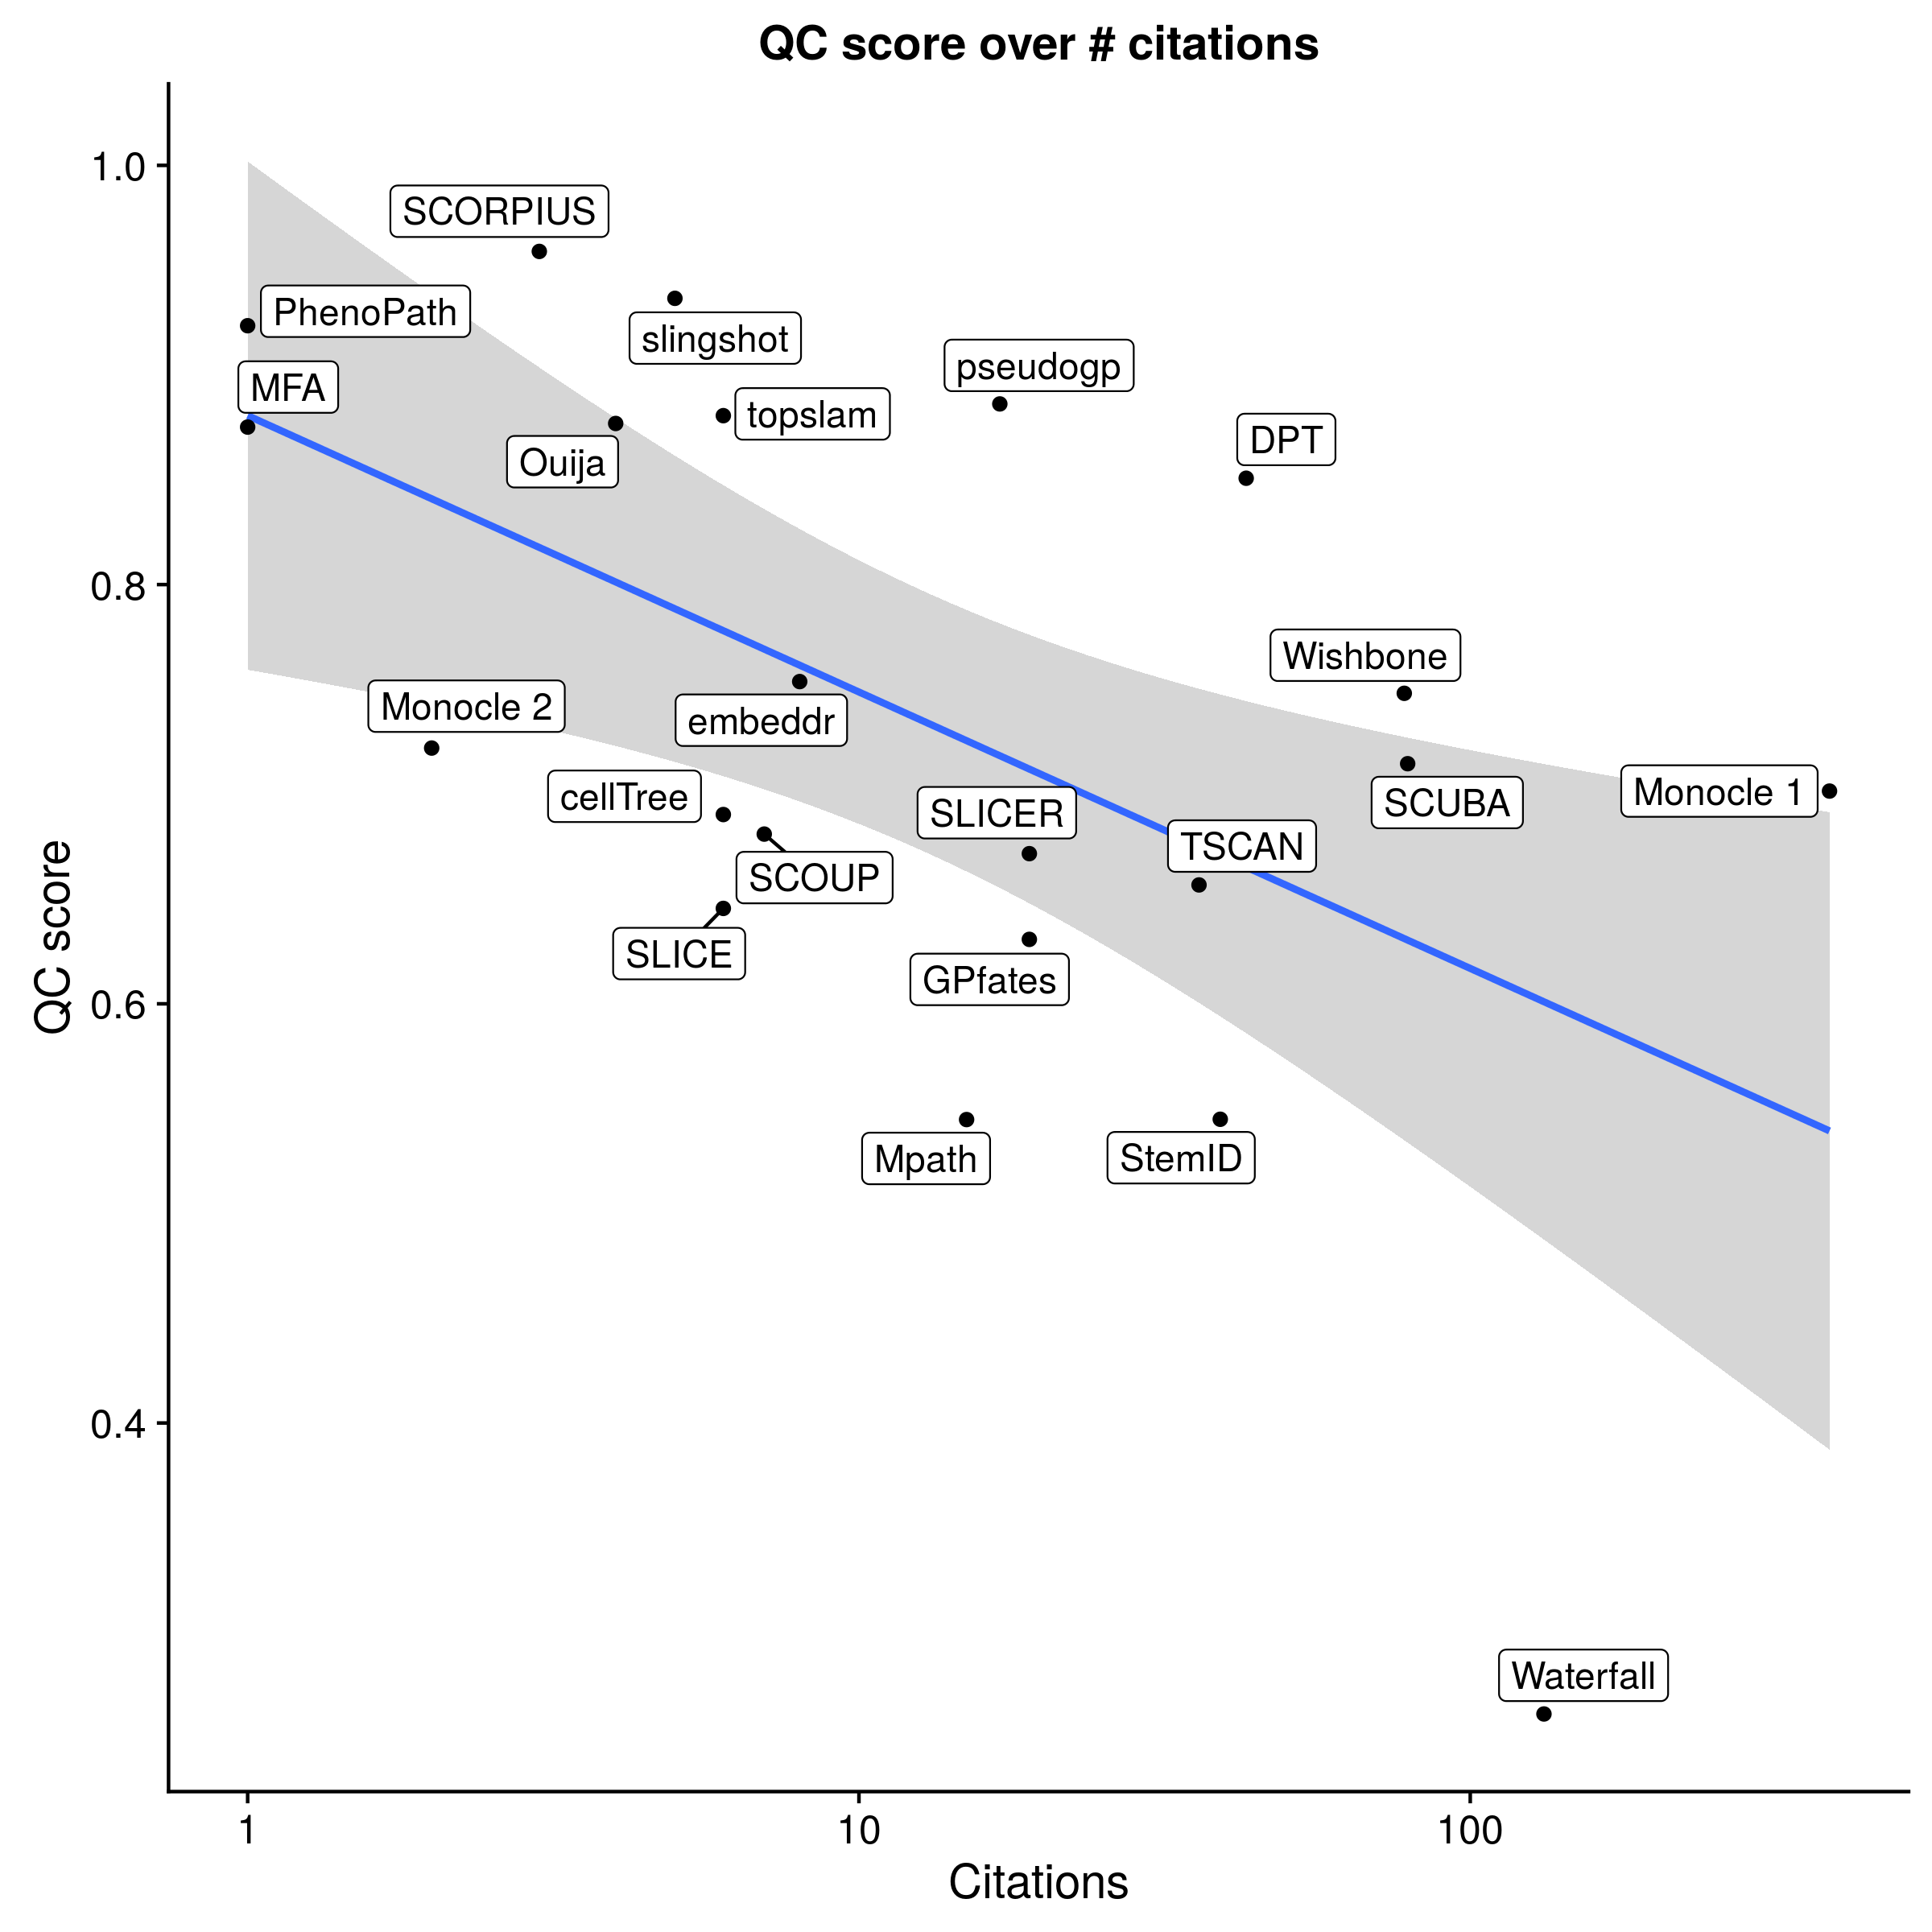 QC score over # citations
1.0
0.8
0.6
0.4
QC score
SCORPIUS
PhenoPath
slingshot
MFA
pseudogp
topslam
DPT
Ouija
Wishbone
Monocle 2
embeddr
Monocle 1
cellTree
SCUBA
SLICER
TSCAN
SCOUP
SLICE
GPfates
Mpath
StemID
Waterfall
1
10
100
Citations